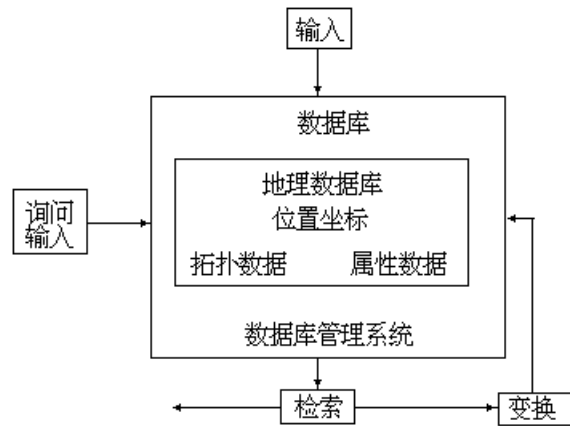 输入
数据库
地理数据库
位置坐标
询问
输入
拓扑数据 属性数据
数据库管理系统
检索
变换